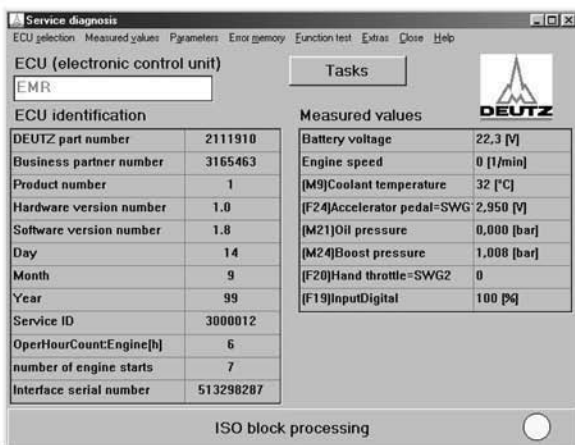 Service diagnosis
ECU selection Measured values Parameters Error memory Function test Extras Close Help
ECU (electronic control unit)
EMR
Tasks
DEUTZ
ECU identification
DEUTZ part number 2111910
Business partner number 3165463
Product number 1
Hardware version number 1.0
Software version number 1.8
Day 14
Month 9
Year 99
Service ID 3000012
OperHourCount:Engine[h] 6
number of engine starts 7
Interface serial number 513298287
Measured values
Battery voltage 22,3 [V]
Engine speed 0 [1/min]
(M9)Coolant temperature 32 [°C]
(F24)Accelerator pedal=SWG 2,950 [V]
(M21)Oil pressure 0,000 [bar]
(M24)Boost pressure 1,008 [bar]
(F20)Hand throttle=SWG2 0
(F19)InputDigital 100 [%]
ISO block processing